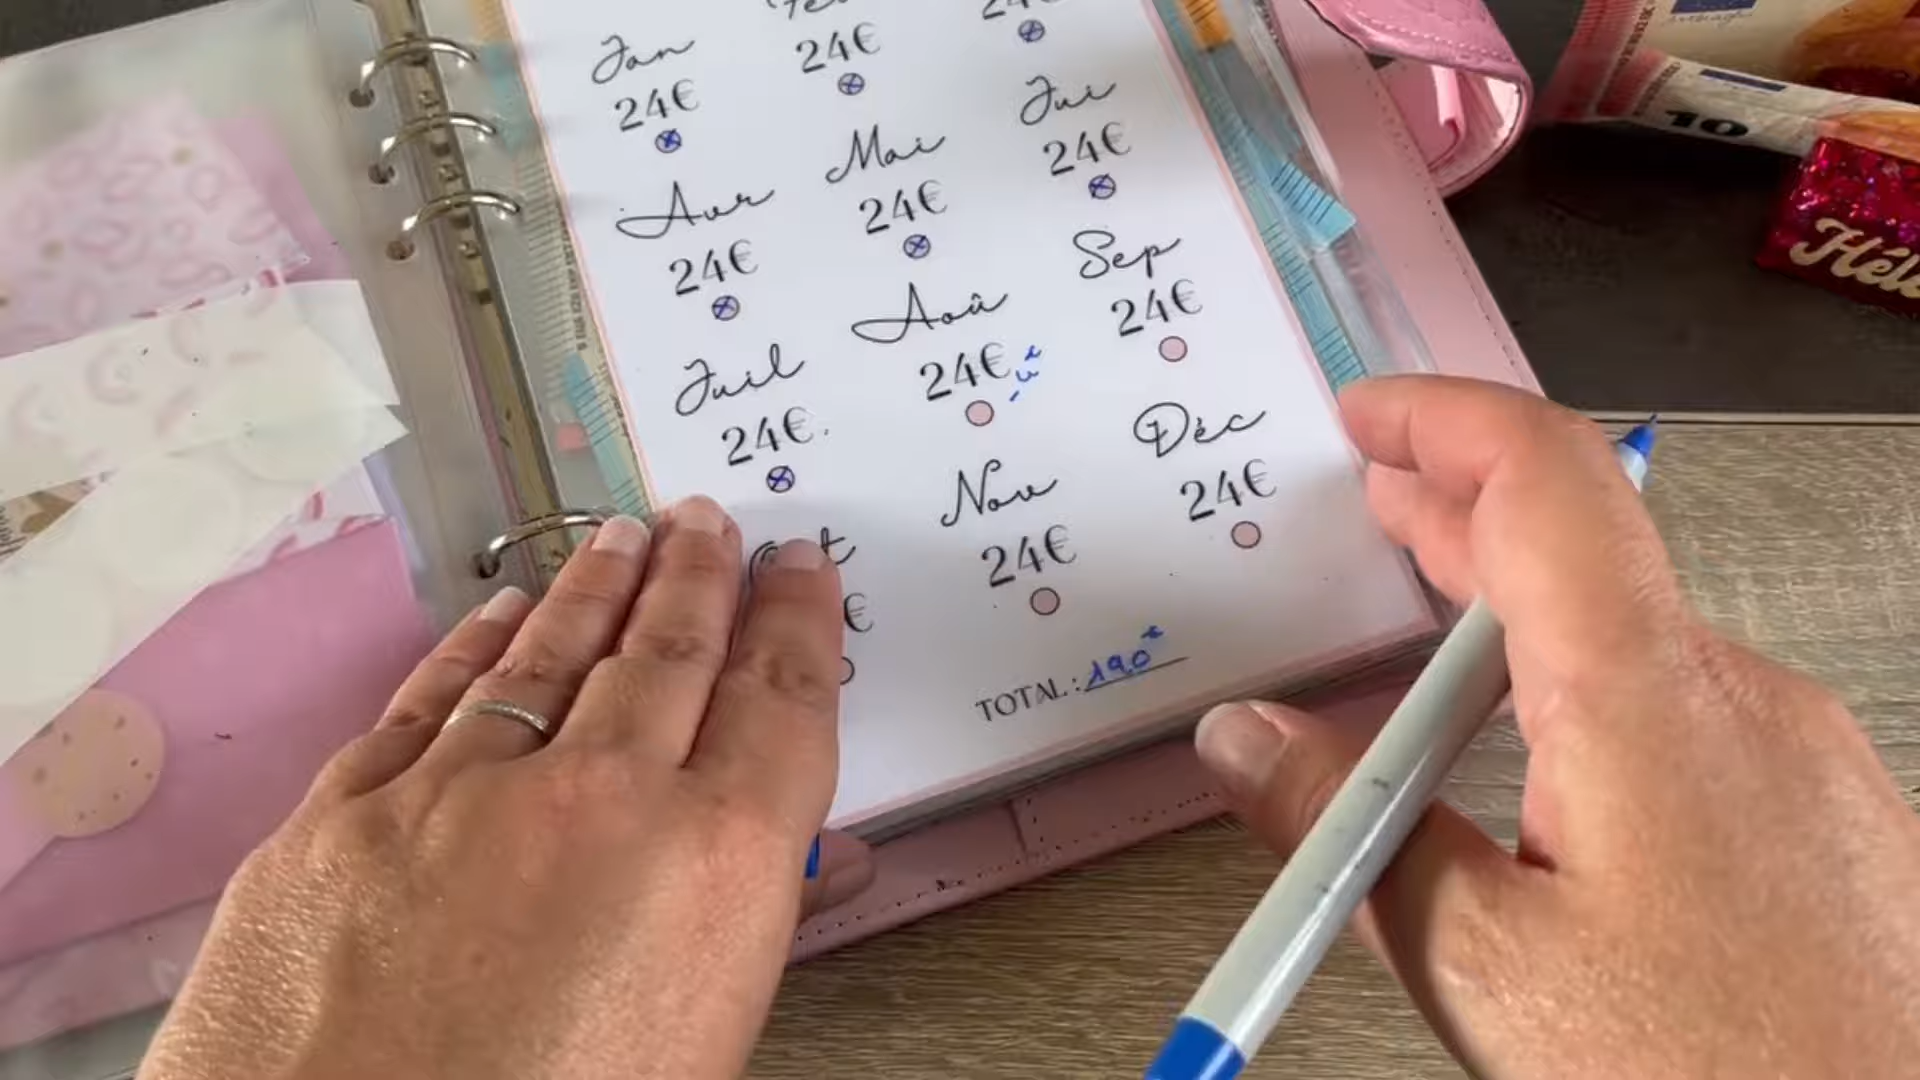 Jan
24€
24€
Avr
24€
Mai
24€
Jui
24€
Juil
24€
Aoû
24€
Sep
24€
Nov
24€
Déc
24€
€
TOTAL : 190€
10